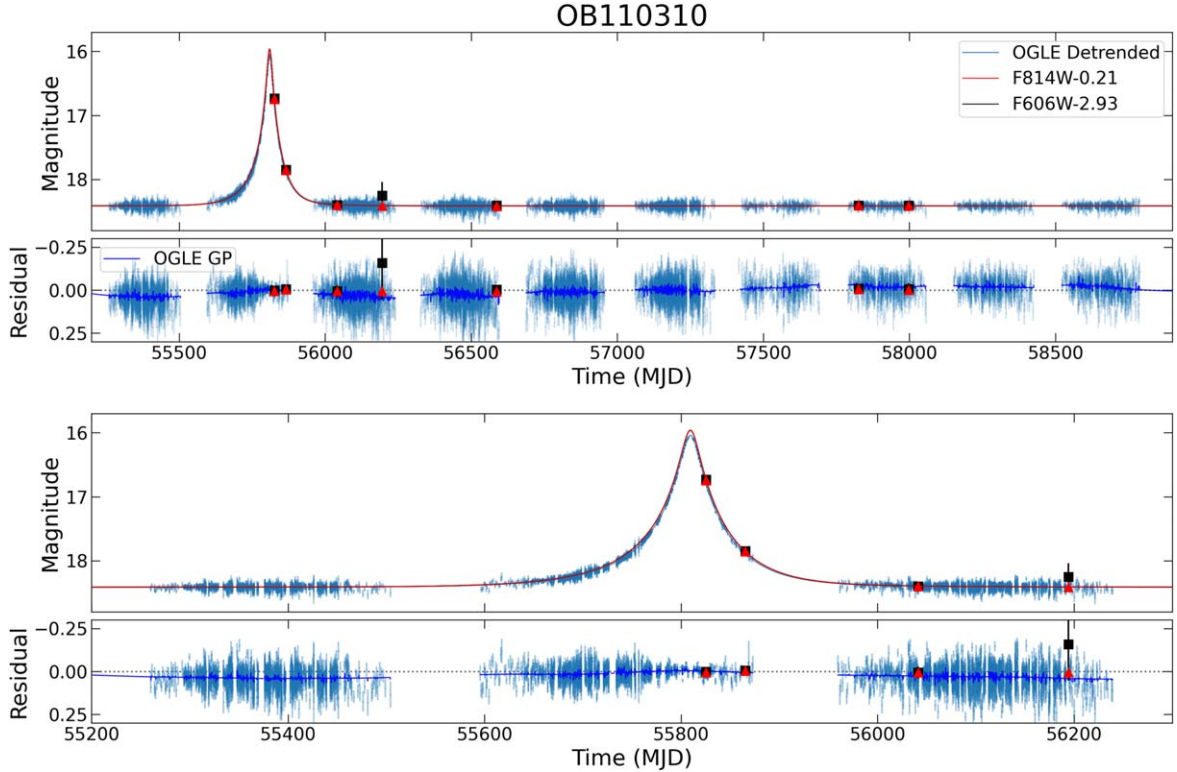 OB110310
16
17
18
Magnitude
OGLE Detrended
F814W-0.21
F606W-2.93
−0.25
0.00
0.25
Residual
OGLE GP
55500 56000 56500 57000 57500 58000 58500
Time (MJD)
16
17
18
Magnitude
−0.25
0.00
0.25
Residual
55200 55400 55600 55800 56000 56200
Time (MJD)